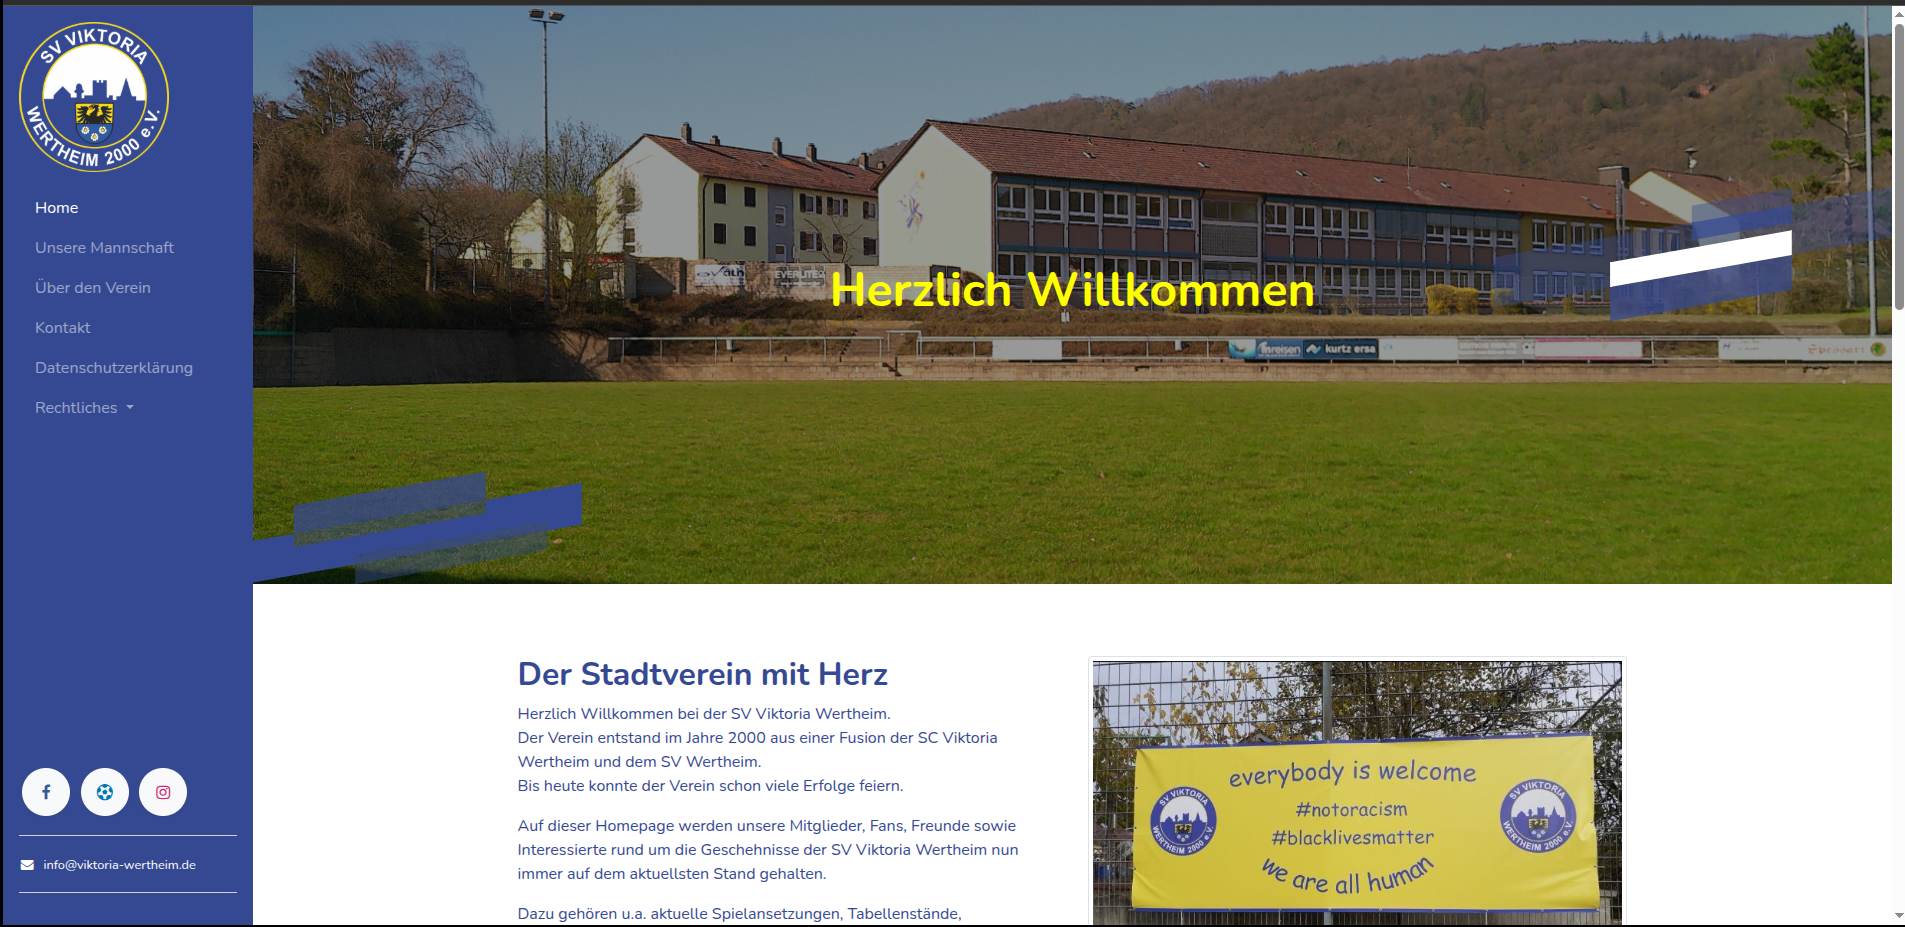 SV VIKTORIA
WERTHEIM 2000 e.V.
Home
Unsere Mannschaft
Über den Verein
Kontakt
Datenschutzerklärung
Rechtliches
info@viktoria-wertheim.de
EVERLITE
Herzlich Willkommen
inreisen
kurtz ersa
Der Stadtverein mit Herz
Herzlich Willkommen bei der SV Viktoria Wertheim.
Der Verein entstand im Jahre 2000 aus einer Fusion der SC Viktoria
Wertheim und dem SV Wertheim.
Bis heute konnte der Verein schon viele Erfolge feiern.
Auf dieser Homepage werden unsere Mitglieder, Fans, Freunde sowie
Interessierte rund um die Geschehnisse der SV Viktoria Wertheim nun
immer auf dem aktuellsten Stand gehalten.
Dazu gehören u.a. aktuelle Spielansetzungen, Tabellenstände,
everybody is welcome
#notoracism
#blacklivesmatter
we are all human
SV VIKTORIA
WERTHEIM 2000 e.V.
SV VIKTORIA
WERTHEIM 2000 e.V.